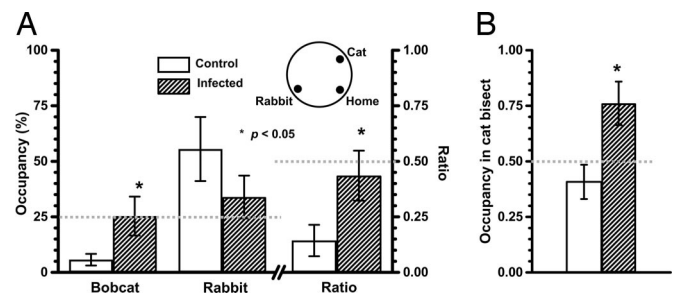 A
Occupancy (%)
100
75
50
25
0
Control
Infected
* p < 0.05
Cat
Rabbit
Home
*
*
Bobcat
Rabbit
Ratio
1.00
0.75
0.50
0.25
0.00
Ratio
B
Occupancy in cat bisect
1.00
0.75
0.50
0.25
0.00
*